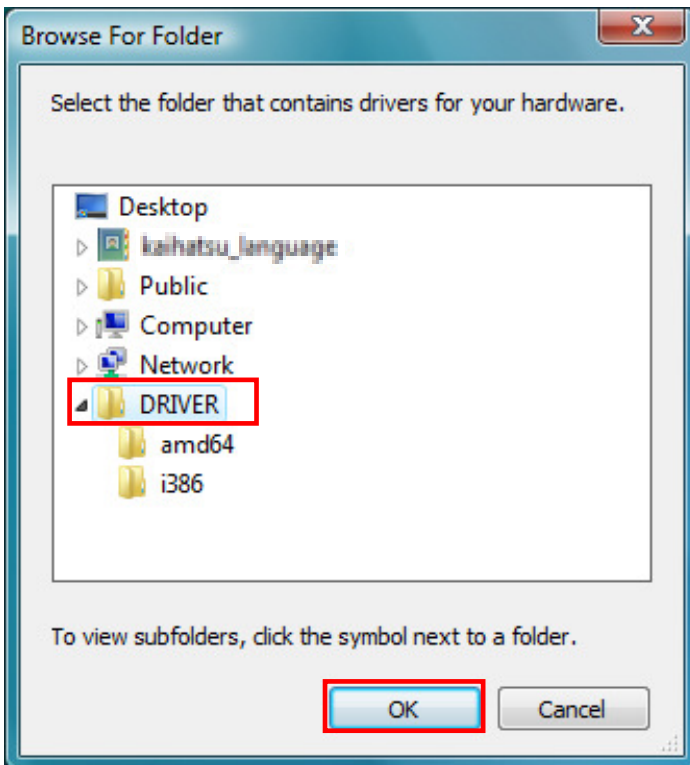 Browse For Folder
Select the folder that contains drivers for your hardware.
Desktop
kaihatsu_language
Public
Computer
Network
DRIVER
amd64
i386
To view subfolders, click the symbol next to a folder.
OK
Cancel